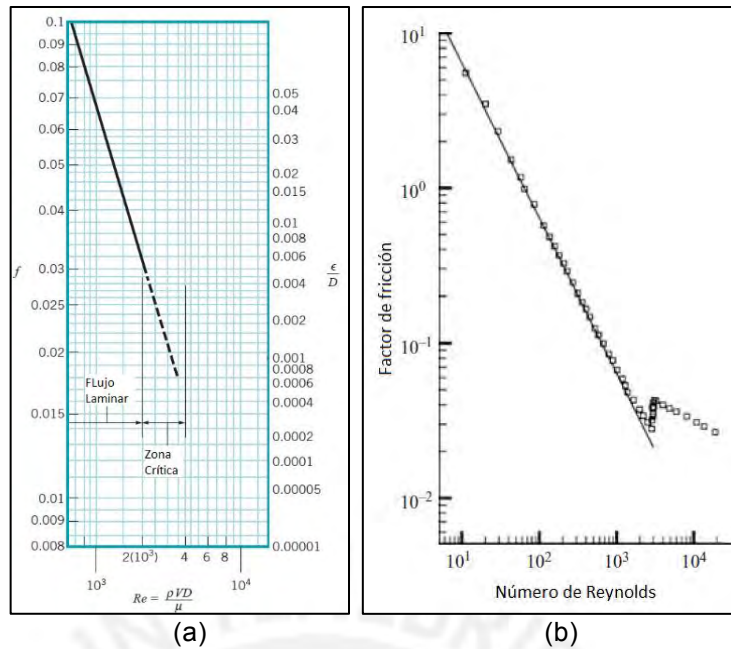 0.1
0.09
0.08
0.07
0.06
0.05
0.04
f
0.03
0.025
0.02
0.015
0.01
0.009
0.008
FLujo
Laminar
Zona
Crítica
0.05
0.04
0.03
0.02
0.015
0.01
0.008
0.006
ϵ/D
0.004
0.002
0.001
0.0008
0.0006
0.0004
0.0002
0.0001
0.00005
0.00001
2(10³) 4 6 8
10³ 10⁴
Re = ρVD/μ
(a)
10¹
10⁰
10⁻¹
10⁻²
Factor de fricción
10¹ 10² 10³ 10⁴
Número de Reynolds
(b)